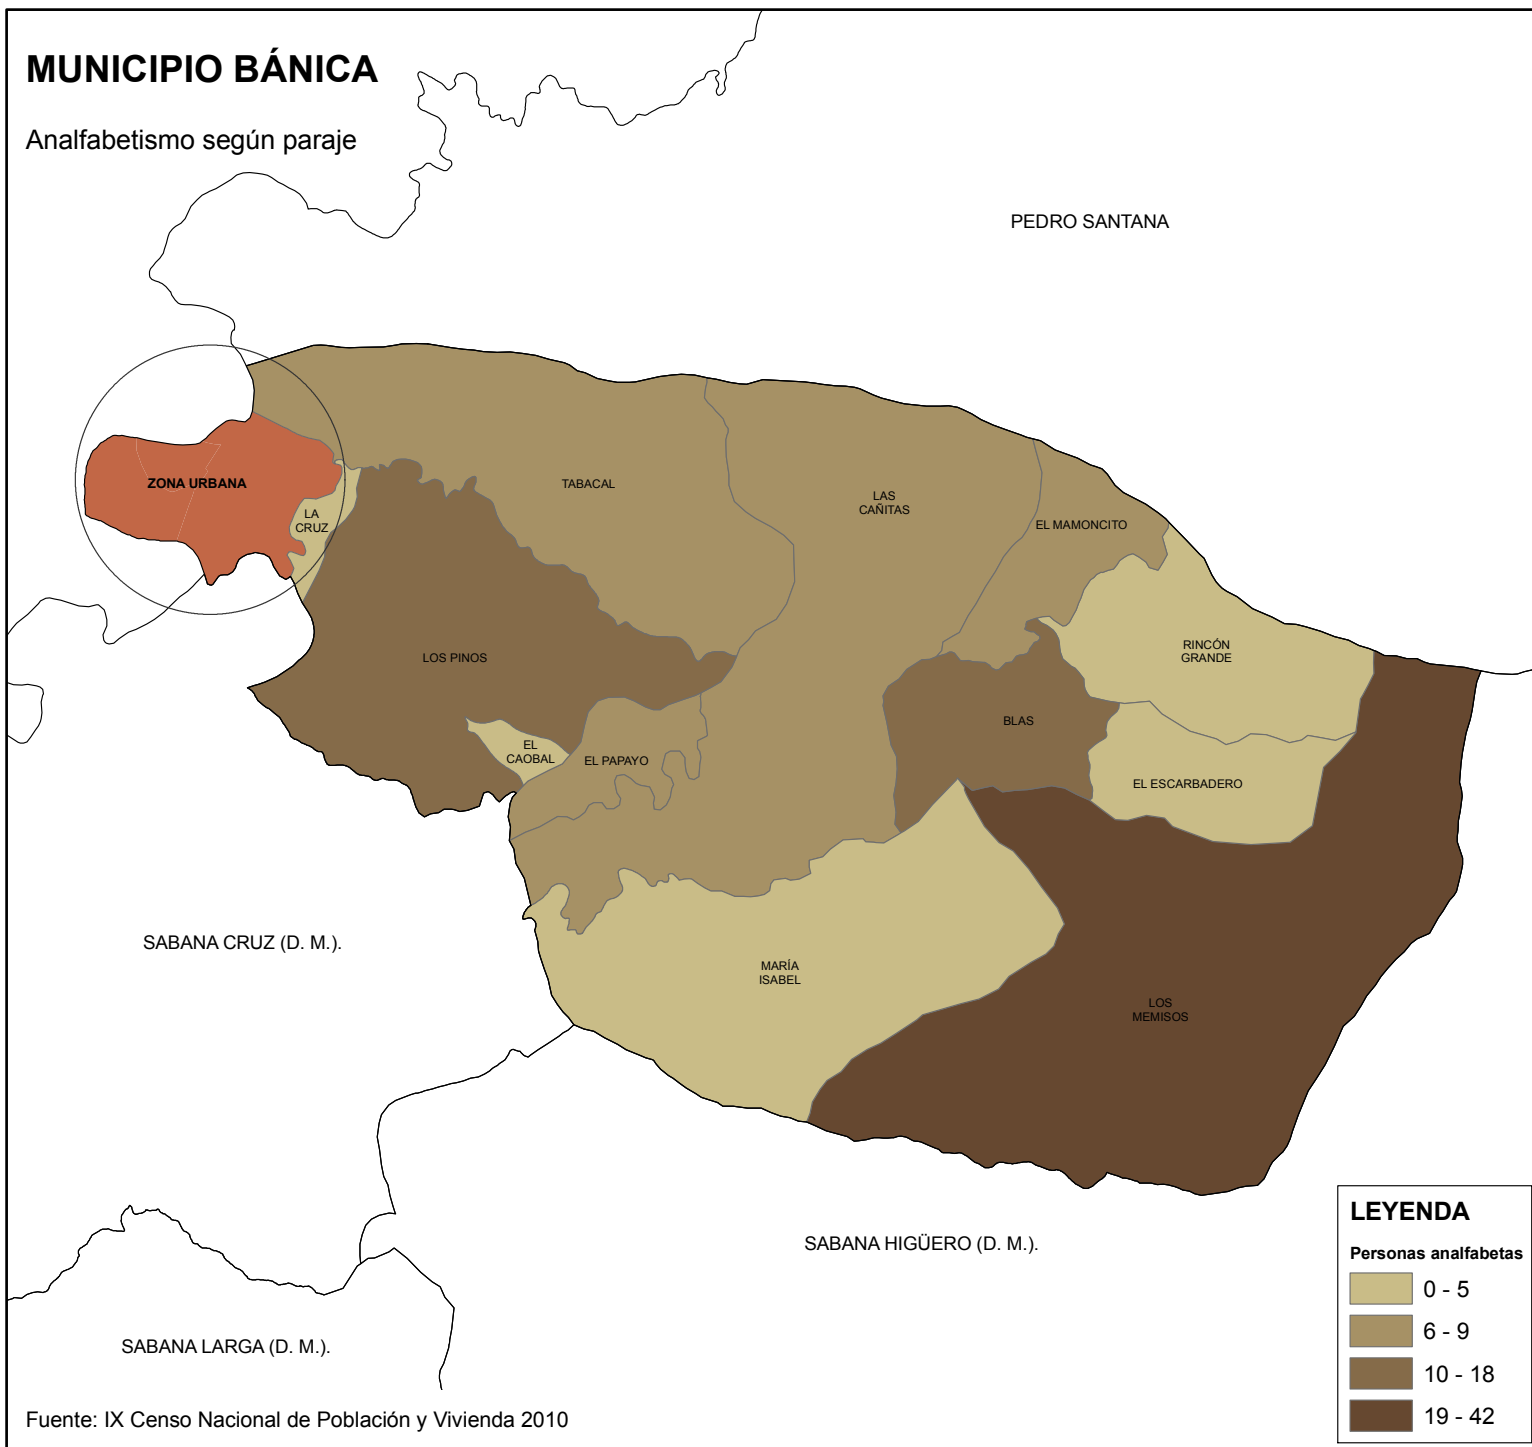 MUNICIPIO BÁNICA
Analfabetismo según paraje
PEDRO SANTANA
ZONA URBANA
LA
CRUZ
TABACAL
LAS
CAÑITAS
EL MAMONCITO
RINCÓN
GRANDE
LOS PINOS
BLAS
EL
CAOBAL
EL PAPAYO
EL ESCARBADERO
SABANA CRUZ (D. M.).
MARÍA
ISABEL
LOS
MEMISOS
SABANA HIGÜERO (D. M.).
SABANA LARGA (D. M.).
LEYENDA
Personas analfabetas
0 - 5
6 - 9
10 - 18
19 - 42
Fuente: IX Censo Nacional de Población y Vivienda 2010